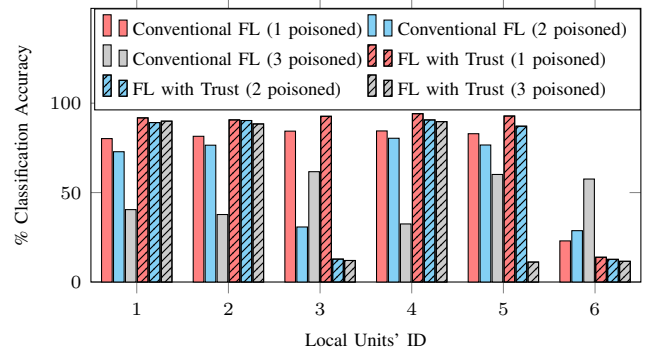 Conventional FL (1 poisoned) Conventional FL (2 poisoned)
Conventional FL (3 poisoned) FL with Trust (1 poisoned)
FL with Trust (2 poisoned) FL with Trust (3 poisoned)
% Classification Accuracy
100
50
0
1 2 3 4 5 6
Local Units' ID